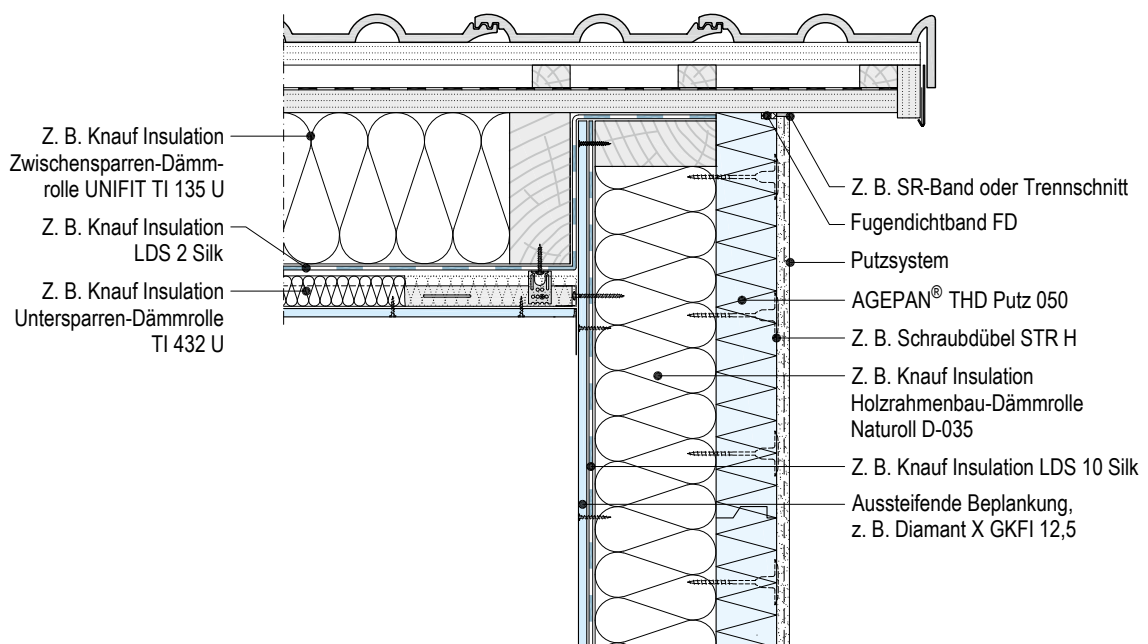 Z. B. Knauf Insulation
Zwischensparren-Dämm-
rolle UNIFIT TI 135 U
Z. B. Knauf Insulation
LDS 2 Silk
Z. B. Knauf Insulation
Untersparren-Dämmrolle
TI 432 U
Z. B. SR-Band oder Trennschnitt
Fugendichtband FD
Putzsystem
AGEPAN® THD Putz 050
Z. B. Schraubdübel STR H
Z. B. Knauf Insulation
Holzrahmenbau-Dämmrolle
Naturoll D-035
Z. B. Knauf Insulation LDS 10 Silk
Aussteifende Beplankung,
z. B. Diamant X GKFI 12,5